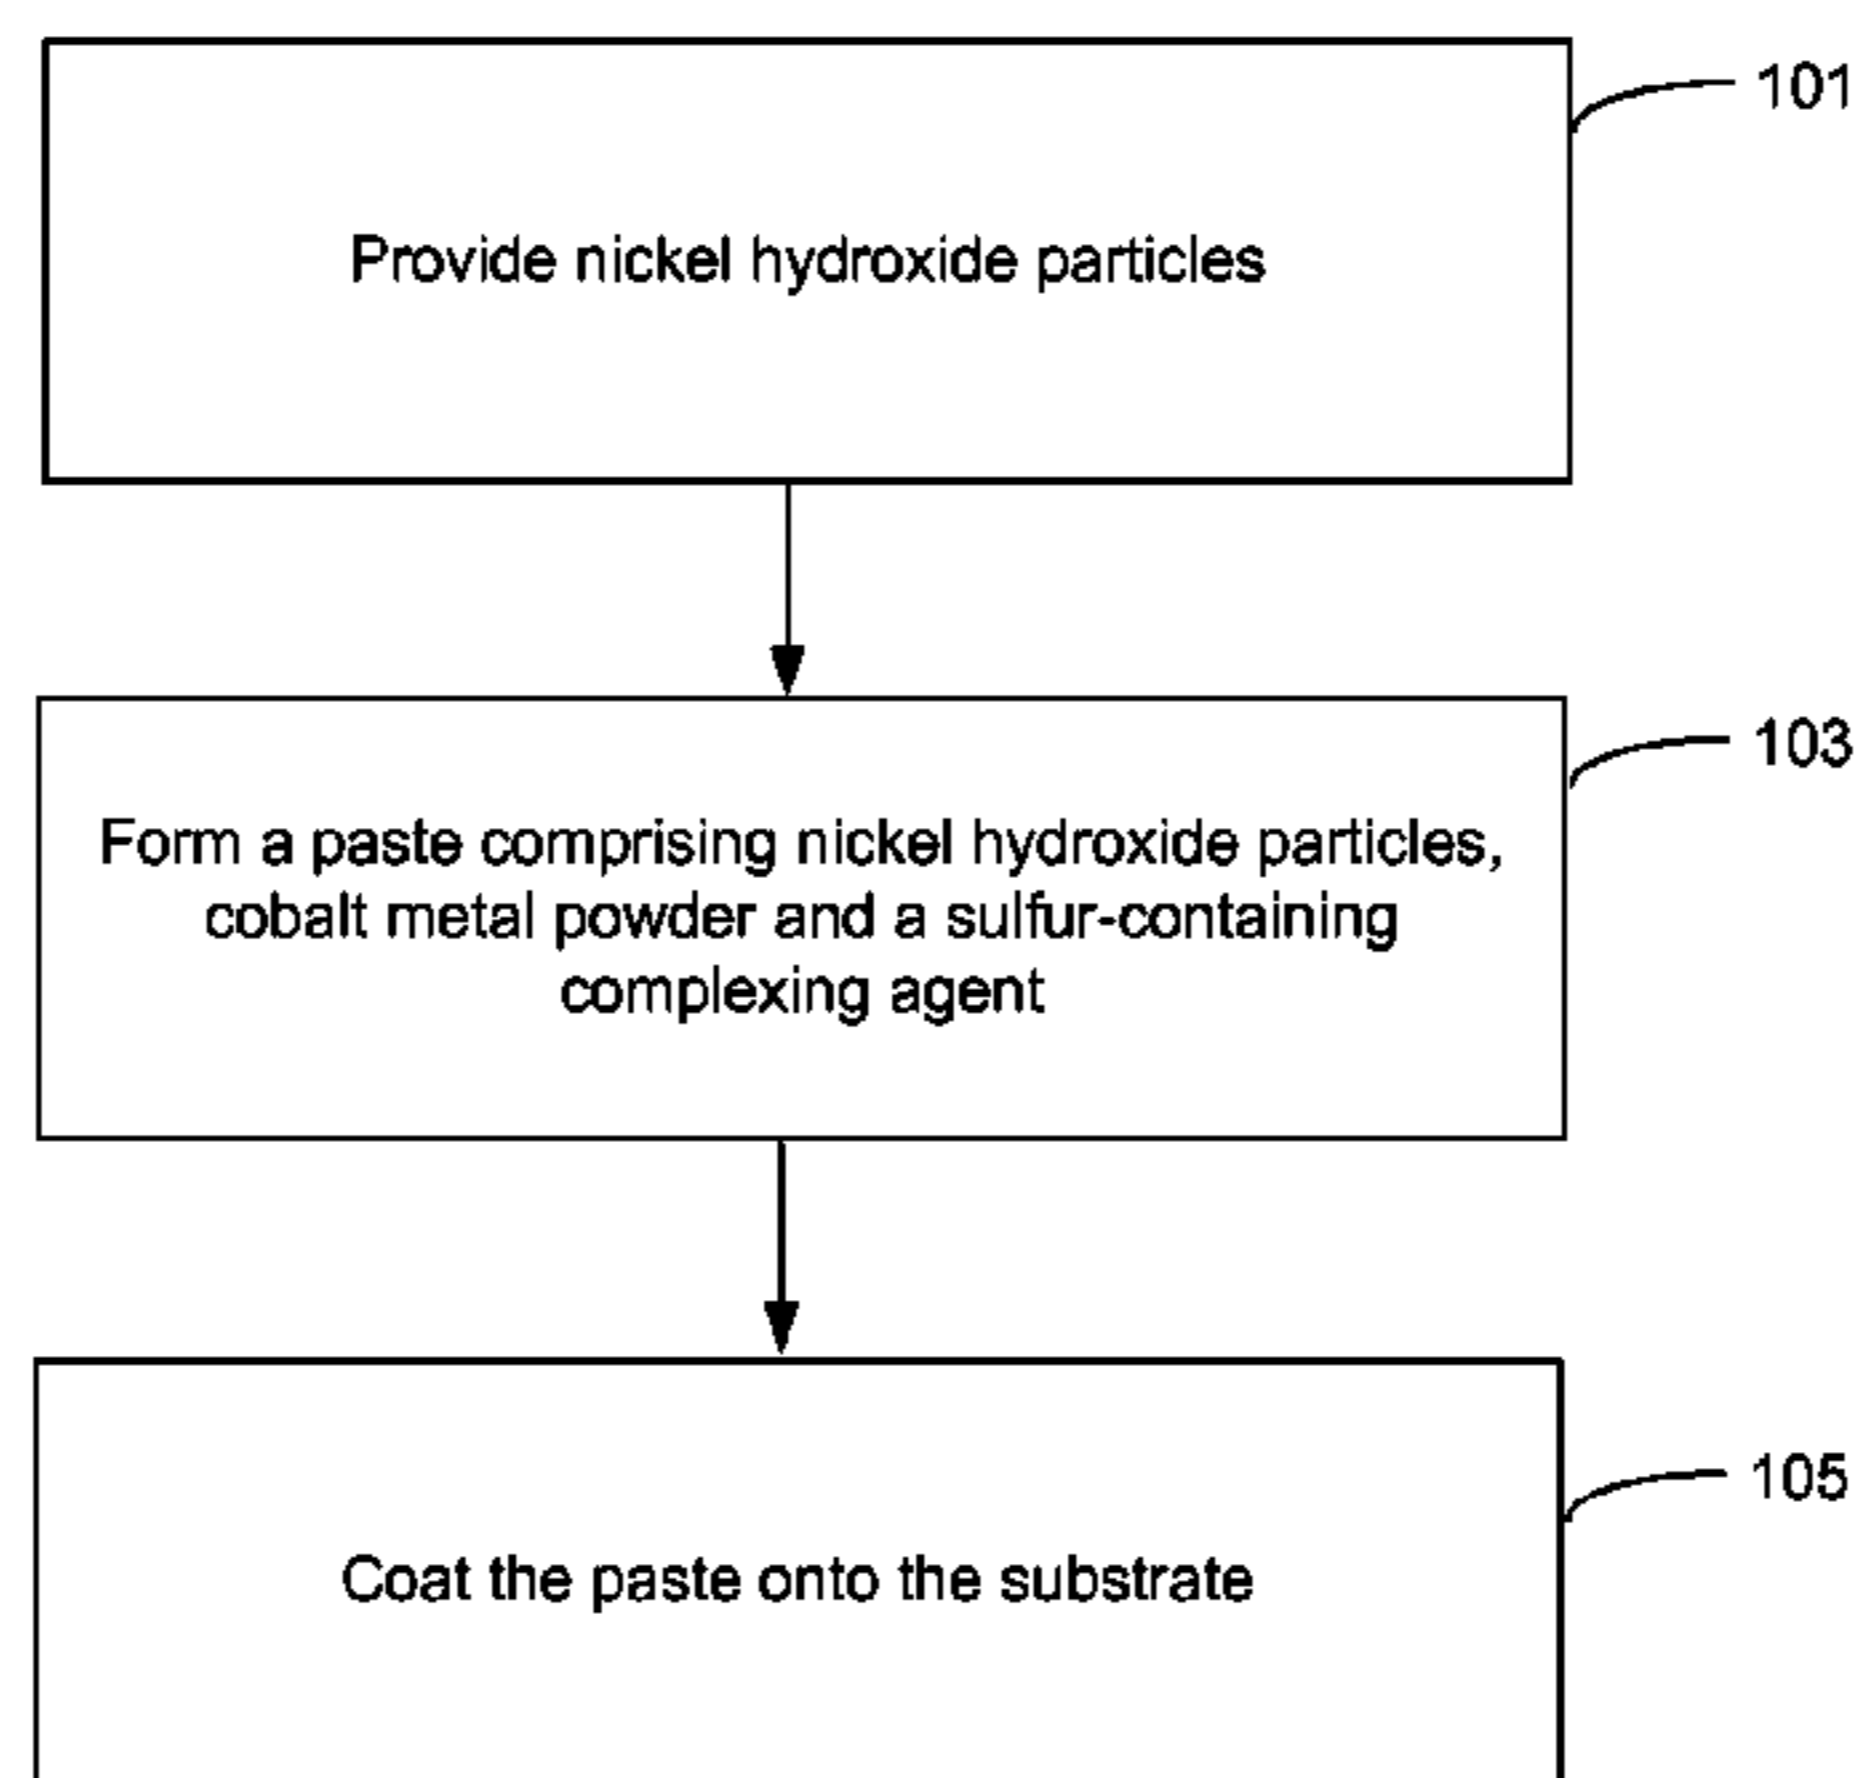 101
Provide nickel hydroxide particles
103
Form a paste comprising nickel hydroxide particles,
cobalt metal powder and a sulfur-containing
complexing agent
105
Coat the paste onto the substrate